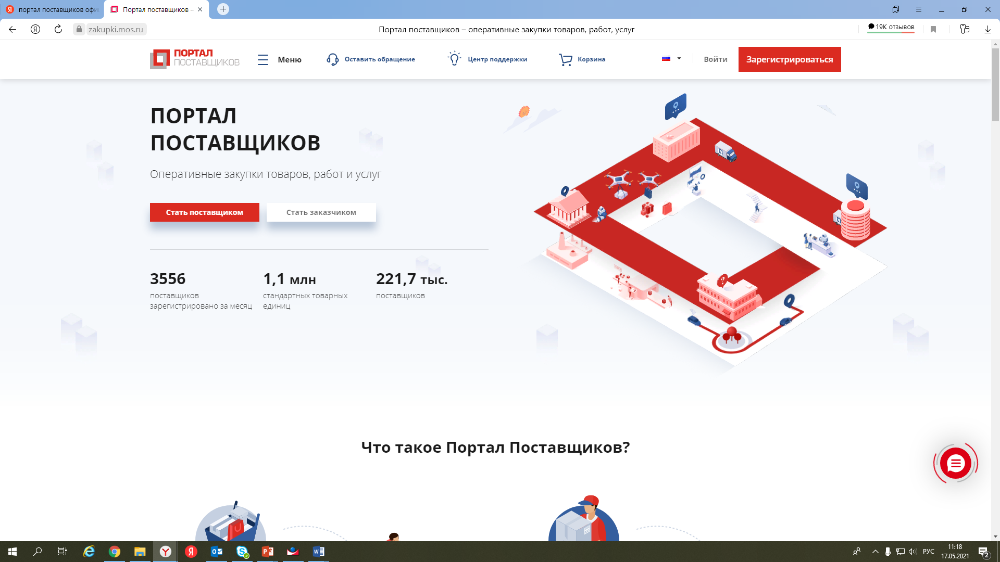 портал поставщиков офи
Портал поставщиков –
zakupki.mos.ru
Портал поставщиков – оперативные закупки товаров, работ, услуг
19K отзывов
ПОРТАЛ
ПОСТАВЩИКОВ
Меню
Оставить обращение
Центр поддержки
Корзина
Войти
Зарегистрироваться
ПОРТАЛ
ПОСТАВЩИКОВ
Оперативные закупки товаров, работ и услуг
Стать поставщиком
Стать заказчиком
3556
поставщиков
зарегистрировано за месяц
1,1 млн
стандартных товарных
единиц
221,7 тыс.
поставщиков
Что такое Портал Поставщиков?
РУС
11:18
17.05.2021
2